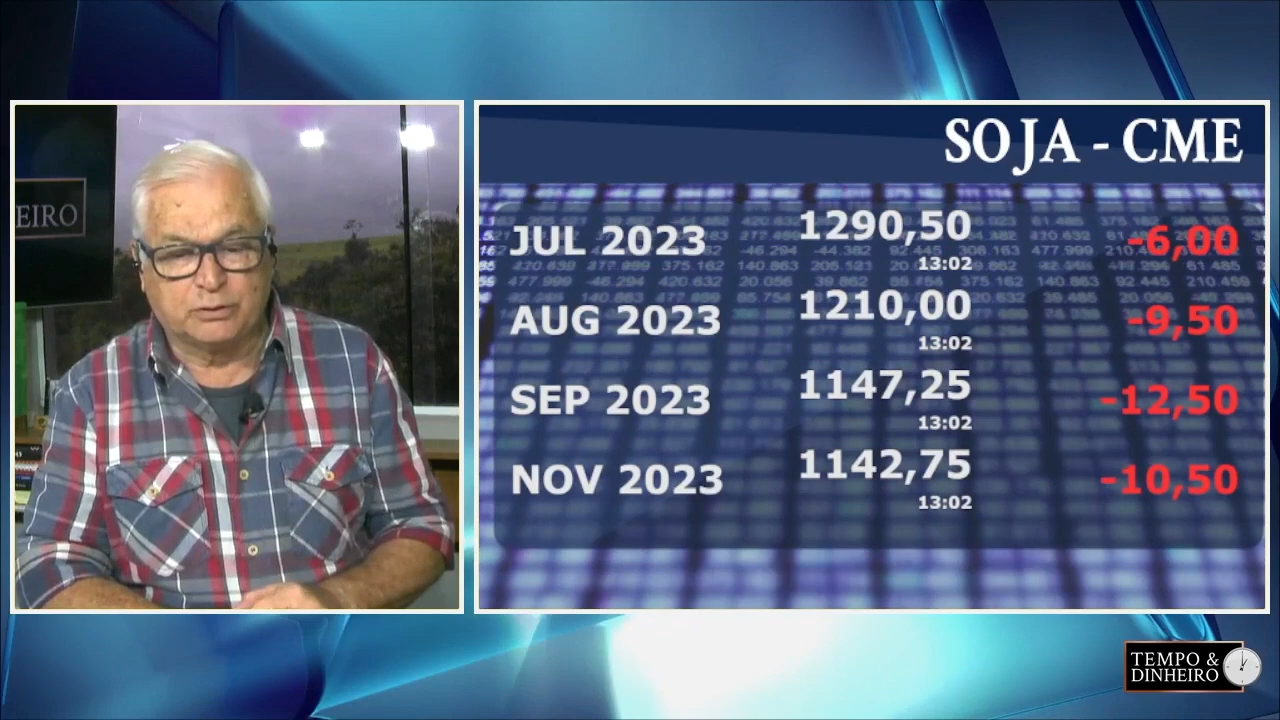 EIRO
SOJA - CME
JUL 2023 1290,50 -6,00
13:02
AUG 2023 1210,00 -9,50
13:02
SEP 2023 1147,25 -12,50
13:02
NOV 2023 1142,75 -10,50
13:02
TEMPO &
DINHEIRO